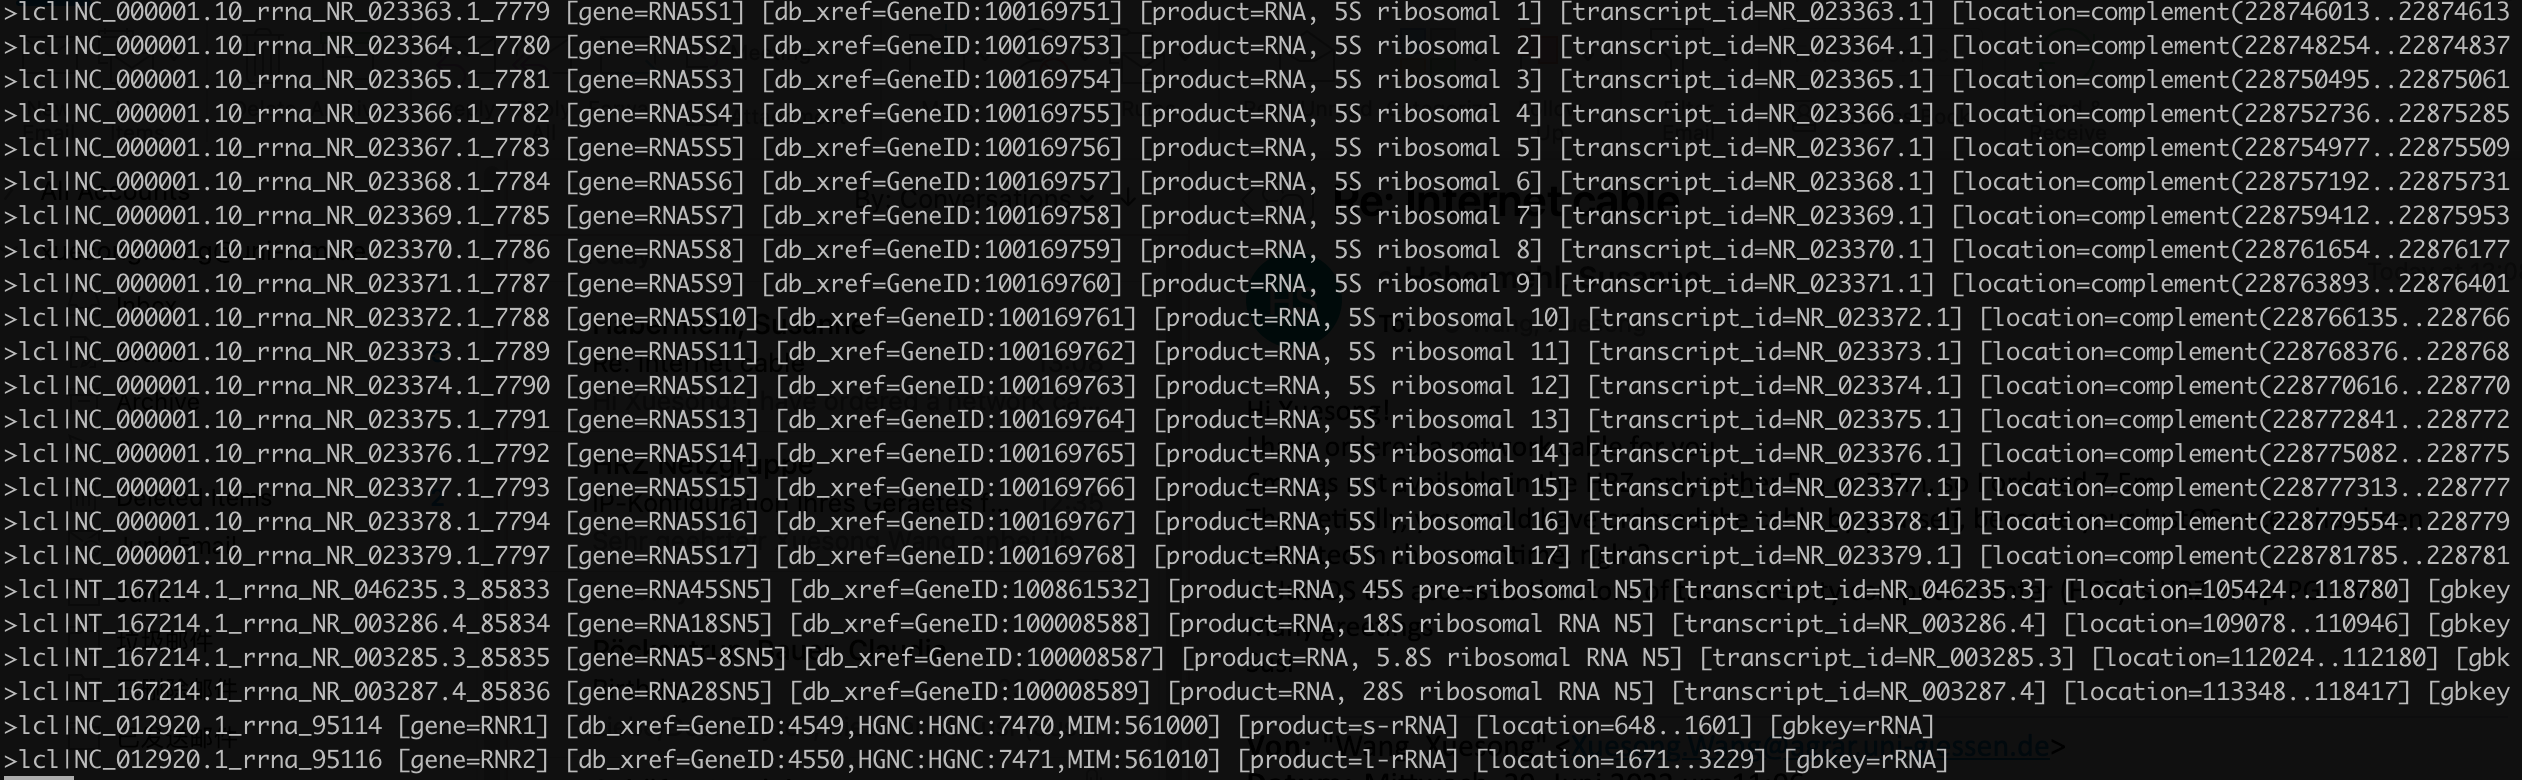 >lcl|NC_000001.10_rrna_NR_023363.1_7779 [gene=RNA5S1] [db_xref=GeneID:100169751] [product=RNA, 5S ribosomal 1] [transcript_id=NR_023363.1] [location=complement(228746013..22874613
>lcl|NC_000001.10_rrna_NR_023364.1_7780 [gene=RNA5S2] [db_xref=GeneID:100169753] [product=RNA, 5S ribosomal 2] [transcript_id=NR_023364.1] [location=complement(228748254..22874837
>lcl|NC_000001.10_rrna_NR_023365.1_7781 [gene=RNA5S3] [db_xref=GeneID:100169754] [product=RNA, 5S ribosomal 3] [transcript_id=NR_023365.1] [location=complement(228750495..22875061
>lcl|NC_000001.10_rrna_NR_023366.1_7782 [gene=RNA5S4] [db_xref=GeneID:100169755] [product=RNA, 5S ribosomal 4] [transcript_id=NR_023366.1] [location=complement(228752736..22875285
>lcl|NC_000001.10_rrna_NR_023367.1_7783 [gene=RNA5S5] [db_xref=GeneID:100169756] [product=RNA, 5S ribosomal 5] [transcript_id=NR_023367.1] [location=complement(228754977..22875509
>lcl|NC_000001.10_rrna_NR_023368.1_7784 [gene=RNA5S6] [db_xref=GeneID:100169757] [product=RNA, 5S ribosomal 6] [transcript_id=NR_023368.1] [location=complement(228757192..22875731
>lcl|NC_000001.10_rrna_NR_023369.1_7785 [gene=RNA5S7] [db_xref=GeneID:100169758] [product=RNA, 5S ribosomal 7] [transcript_id=NR_023369.1] [location=complement(228759412..22875953
>lcl|NC_000001.10_rrna_NR_023370.1_7786 [gene=RNA5S8] [db_xref=GeneID:100169759] [product=RNA, 5S ribosomal 8] [transcript_id=NR_023370.1] [location=complement(228761654..22876177
>lcl|NC_000001.10_rrna_NR_023371.1_7787 [gene=RNA5S9] [db_xref=GeneID:100169760] [product=RNA, 5S ribosomal 9] [transcript_id=NR_023371.1] [location=complement(228763893..22876401
>lcl|NC_000001.10_rrna_NR_023372.1_7788 [gene=RNA5S10] [db_xref=GeneID:100169761] [product=RNA, 5S ribosomal 10] [transcript_id=NR_023372.1] [location=complement(228766135..228766
>lcl|NC_000001.10_rrna_NR_023373.1_7789 [gene=RNA5S11] [db_xref=GeneID:100169762] [product=RNA, 5S ribosomal 11] [transcript_id=NR_023373.1] [location=complement(228768376..228768
>lcl|NC_000001.10_rrna_NR_023374.1_7790 [gene=RNA5S12] [db_xref=GeneID:100169763] [product=RNA, 5S ribosomal 12] [transcript_id=NR_023374.1] [location=complement(228770616..228770
>lcl|NC_000001.10_rrna_NR_023375.1_7791 [gene=RNA5S13] [db_xref=GeneID:100169764] [product=RNA, 5S ribosomal 13] [transcript_id=NR_023375.1] [location=complement(228772841..228772
>lcl|NC_000001.10_rrna_NR_023376.1_7792 [gene=RNA5S14] [db_xref=GeneID:100169765] [product=RNA, 5S ribosomal 14] [transcript_id=NR_023376.1] [location=complement(228775082..228775
>lcl|NC_000001.10_rrna_NR_023377.1_7793 [gene=RNA5S15] [db_xref=GeneID:100169766] [product=RNA, 5S ribosomal 15] [transcript_id=NR_023377.1] [location=complement(228777313..228777
>lcl|NC_000001.10_rrna_NR_023378.1_7794 [gene=RNA5S16] [db_xref=GeneID:100169767] [product=RNA, 5S ribosomal 16] [transcript_id=NR_023378.1] [location=complement(228779554..228779
>lcl|NC_000001.10_rrna_NR_023379.1_7797 [gene=RNA5S17] [db_xref=GeneID:100169768] [product=RNA, 5S ribosomal 17] [transcript_id=NR_023379.1] [location=complement(228781785..228781
>lcl|NT_167214.1_rrna_NR_046235.3_85833 [gene=RNA45SN5] [db_xref=GeneID:100861532] [product=RNA, 45S pre-ribosomal N5] [transcript_id=NR_046235.3] [location=105424..118780] [gbkey
>lcl|NT_167214.1_rrna_NR_003286.4_85834 [gene=RNA18SN5] [db_xref=GeneID:100008588] [product=RNA, 18S ribosomal RNA N5] [transcript_id=NR_003286.4] [location=109078..110946] [gbkey
>lcl|NT_167214.1_rrna_NR_003285.3_85835 [gene=RNA5-8SN5] [db_xref=GeneID:100008587] [product=RNA, 5.8S ribosomal RNA N5] [transcript_id=NR_003285.3] [location=112024..112180] [gbk
>lcl|NT_167214.1_rrna_NR_003287.4_85836 [gene=RNA28SN5] [db_xref=GeneID:100008589] [product=RNA, 28S ribosomal RNA N5] [transcript_id=NR_003287.4] [location=113348..118417] [gbkey
>lcl|NC_012920.1_rrna_95114 [gene=RNR1] [db_xref=GeneID:4549,HGNC:HGNC:7470,MIM:561000] [product=s-rRNA] [location=648..1601] [gbkey=rRNA]
>lcl|NC_012920.1_rrna_95116 [gene=RNR2] [db_xref=GeneID:4550,HGNC:HGNC:7471,MIM:561010] [product=l-rRNA] [location=1671..3229] [gbkey=rRNA]